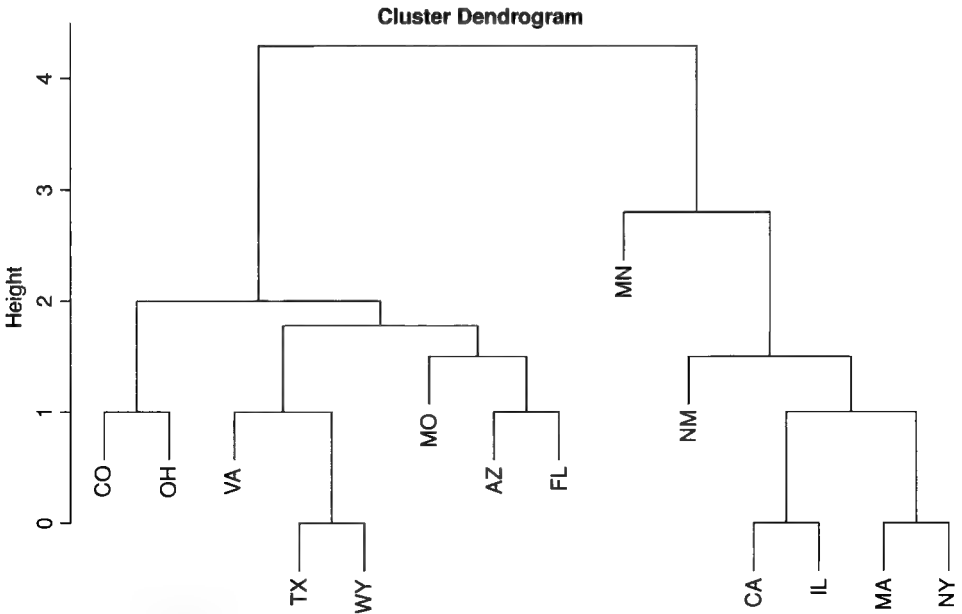 Cluster Dendrogram
Height
4
3
2
1
0
MN
MO
NM
CO
OH
VA
AZ
FL
TX
WY
CA
IL
MA
NY